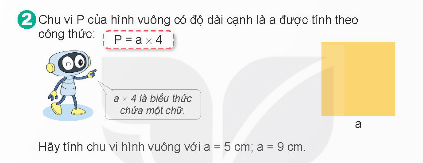 2 Chu vi P của hình vuông có độ dài cạnh là a được tính theo
công thức: P = a × 4
a × 4 là biểu thức
chứa một chữ.
a
Hãy tính chu vi hình vuông với a = 5 cm; a = 9 cm.